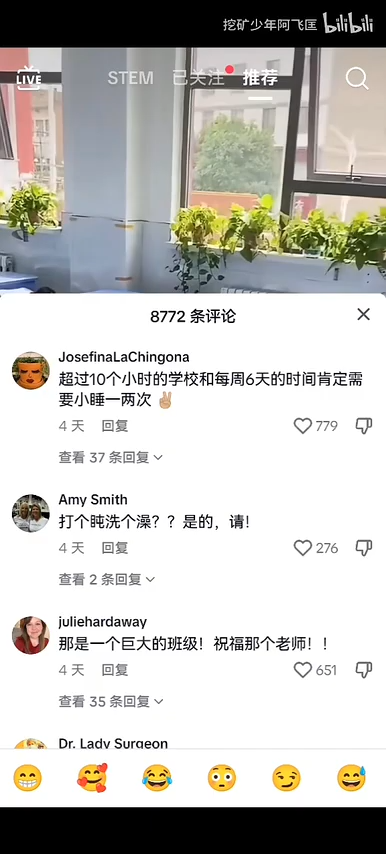 挖矿少年阿飞匡 bilibili
LIVE STEM 已关注 推荐
8772 条评论
JosefinaLaChingona
超过10个小时的学校和每周6天的时间肯定需
要小睡一两次 ✌🏼
4 天 回复 779
查看 37 条回复
Amy Smith
打个盹洗个澡？？是的，请！
4 天 回复 276
查看 2 条回复
juliehardaway
那是一个巨大的班级！祝福那个老师！！
4 天 回复 651
查看 35 条回复
Dr. Lady Surgeon